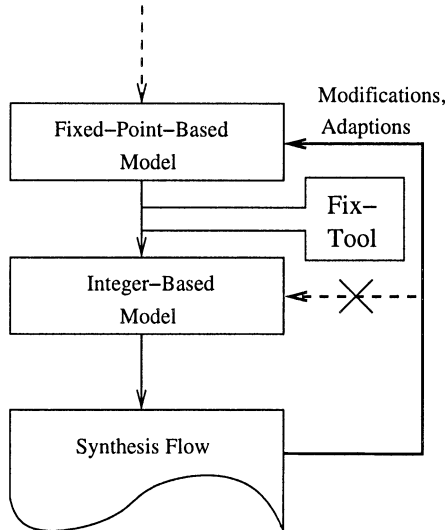 Modifications,
Adaptions
Fixed–Point–Based
Model
Fix–
Tool
Integer–Based
Model
Synthesis Flow